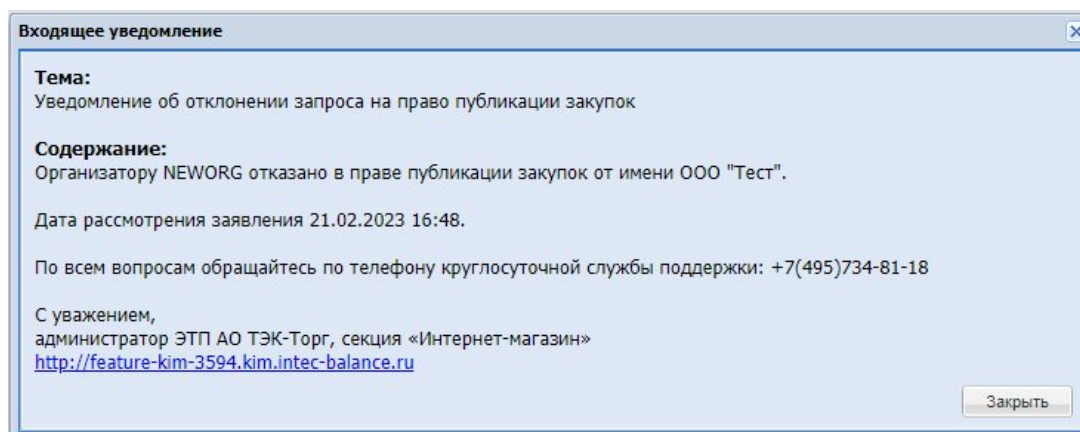 Входящее уведомление
Тема:
Уведомление об отклонении запроса на право публикации закупок
Содержание:
Организатору NEWORG отказано в праве публикации закупок от имени ООО "Тест".
Дата рассмотрения заявления 21.02.2023 16:48.
По всем вопросам обращайтесь по телефону круглосуточной службы поддержки: +7(495)734-81-18
С уважением,
администратор ЭТП АО ТЭК-Торг, секция «Интернет-магазин»
http://feature-kim-3594.kim.intec-balance.ru
Закрыть